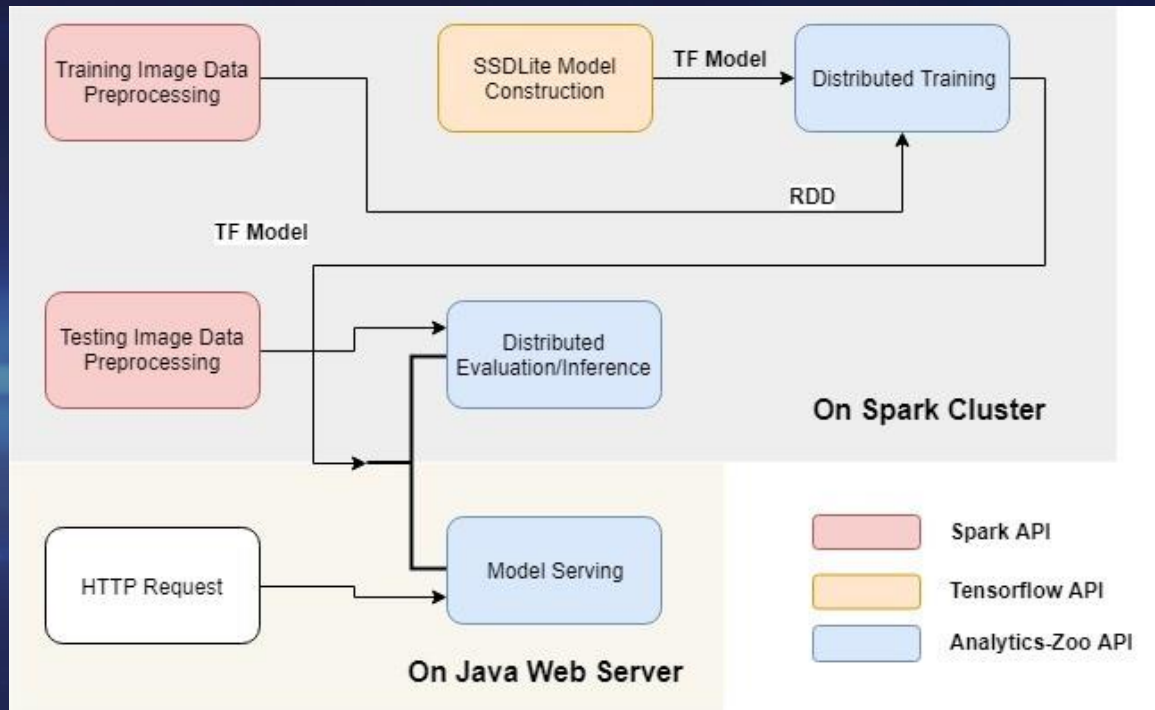 Training Image Data
Preprocessing
SSDLite Model
Construction
TF Model
Distributed Training
RDD
TF Model
Testing Image Data
Preprocessing
Distributed
Evaluation/Inference
On Spark Cluster
HTTP Request
Model Serving
On Java Web Server
Spark API
Tensorflow API
Analytics-Zoo API